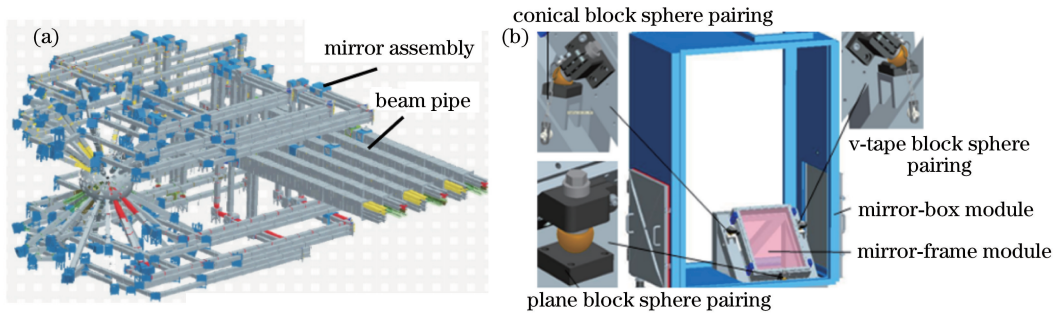 (a)
mirror assembly
beam pipe
(b)
conical block sphere pairing
v-tape block sphere
pairing
mirror-box module
mirror-frame module
plane block sphere pairing